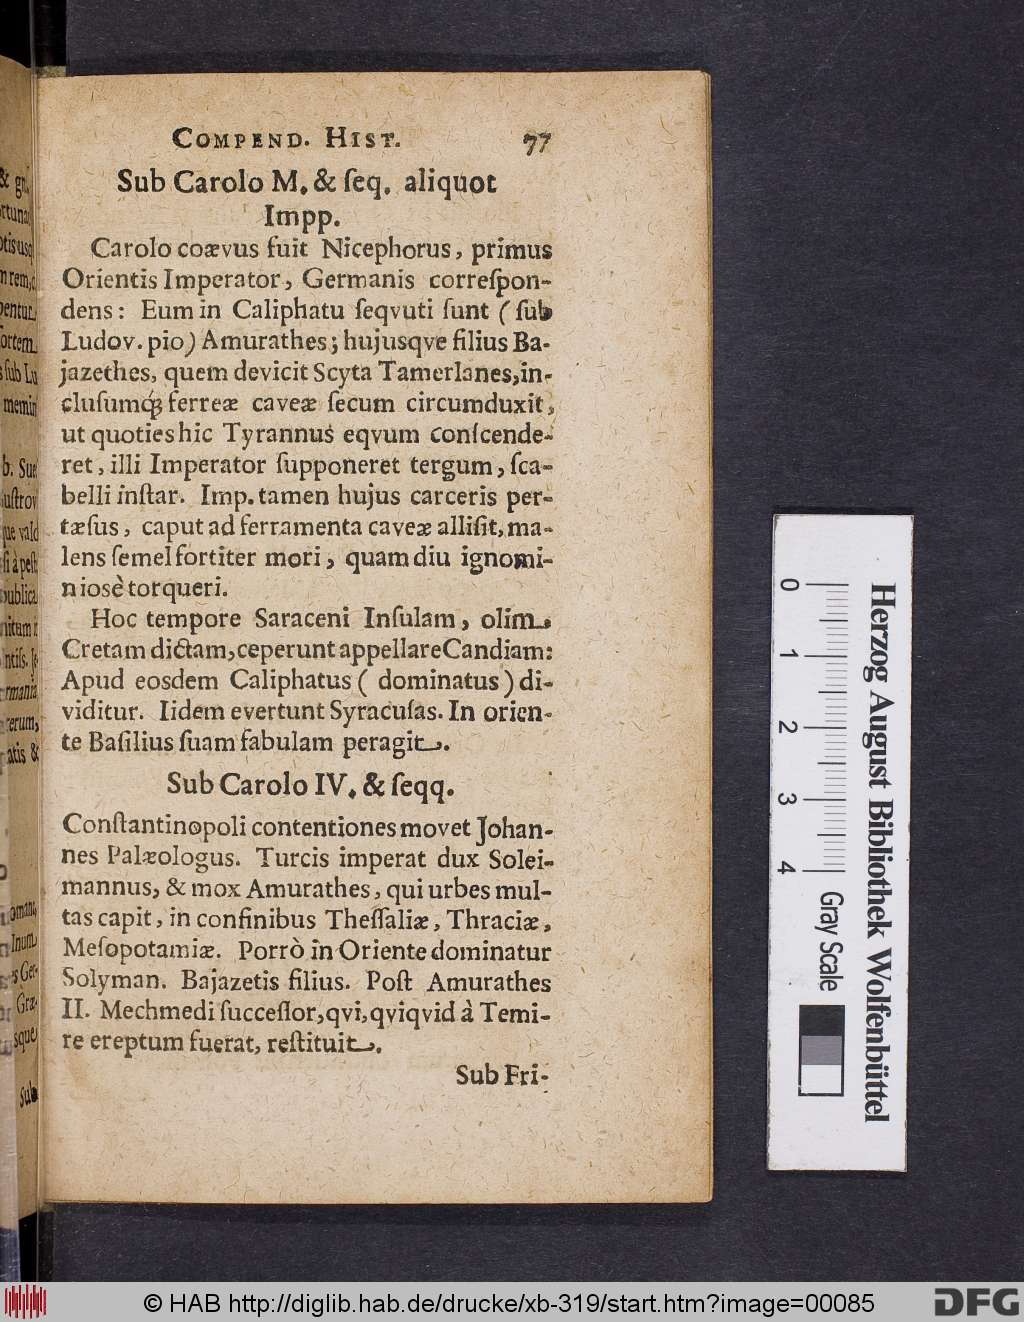 COMPEND. HIST. 77
Sub Carolo M. & ſeq. aliquot
Impp.
Carolo coævus fuit Nicephorus, primus
Orientis Imperator, Germanis correſpon-
dens: Eum in Caliphatu ſeqvuti ſunt (ſub
Ludov. pio) Amurathes; hujusqve filius Ba-
jazethes, quem devicit Scyta Tamerlanes, in-
cluſumq́; ferreæ caveæ ſecum circumduxit,
ut quoties hic Tyrannus eqvum conſcende-
ret, illi Imperator ſupponeret tergum, ſca-
belli inſtar. Imp. tamen hujus carceris per-
tæſus, caput ad ferramenta caveæ alliſit, ma-
lens ſemel fortiter mori, quam diu ignomi-
niosè torqueri.
Hoc tempore Saraceni Inſulam, olim
Cretam dictam, ceperunt appellare Candiam:
Apud eosdem Caliphatus (dominatus) di-
viditur. Iidem evertunt Syracuſas. In orien-
te Baſilius ſuam fabulam peragit.
Sub Carolo IV. & ſeqq.
Conſtantinopoli contentiones movet Johan-
nes Palæologus. Turcis imperat dux Solei-
mannus, & mox Amurathes, qui urbes mul-
tas capit, in confinibus Theſſaliæ, Thraciæ,
Meſopotamiæ. Porrò in Oriente dominatur
Solyman. Bajazetis filius. Poſt Amurathes
II. Mechmedi ſucceſſor, qvi, qviqvid à Temi-
re ereptum fuerat, reſtituit.
Sub Fri-
0 1 2 3 4
Gray Scale
Herzog August Bibliothek Wolfenbüttel
© HAB http://diglib.hab.de/drucke/xb-319/start.htm?image=00085
DFG